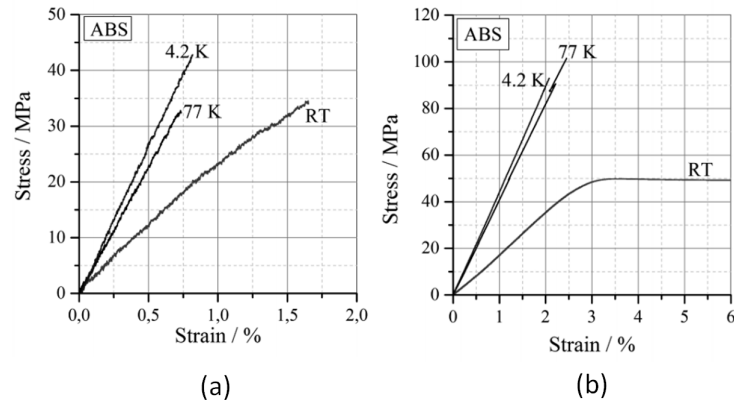 ABS
50
40
30
20
10
0
Stress / MPa
4.2 K
77 K
RT
0,0 0,5 1,0 1,5 2,0
Strain / %
(a)
ABS
120
100
80
60
40
20
0
Stress / MPa
77 K
4.2 K
RT
0 1 2 3 4 5 6
Strain / %
(b)